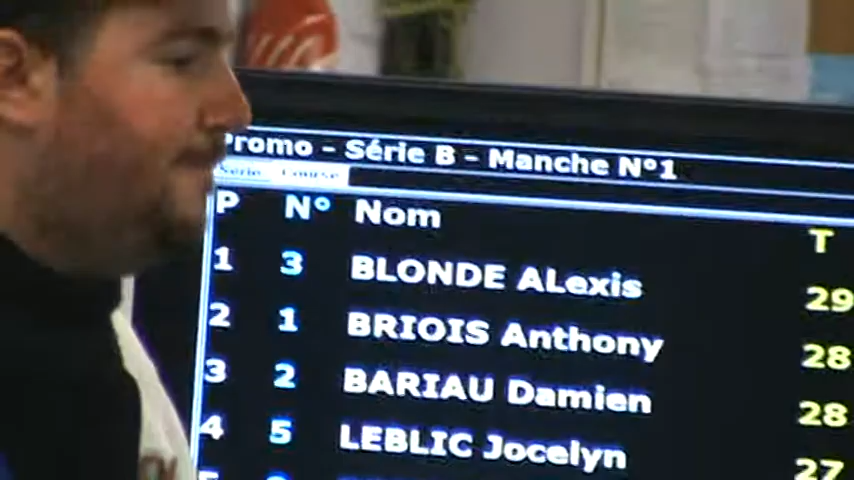 Promo - Série B - Manche N°1
Série Course
P N° Nom T
1 3 BLONDE ALexis 29
2 1 BRIOIS Anthony 28
3 2 BARIAU Damien 28
4 5 LEBLIC Jocelyn 27